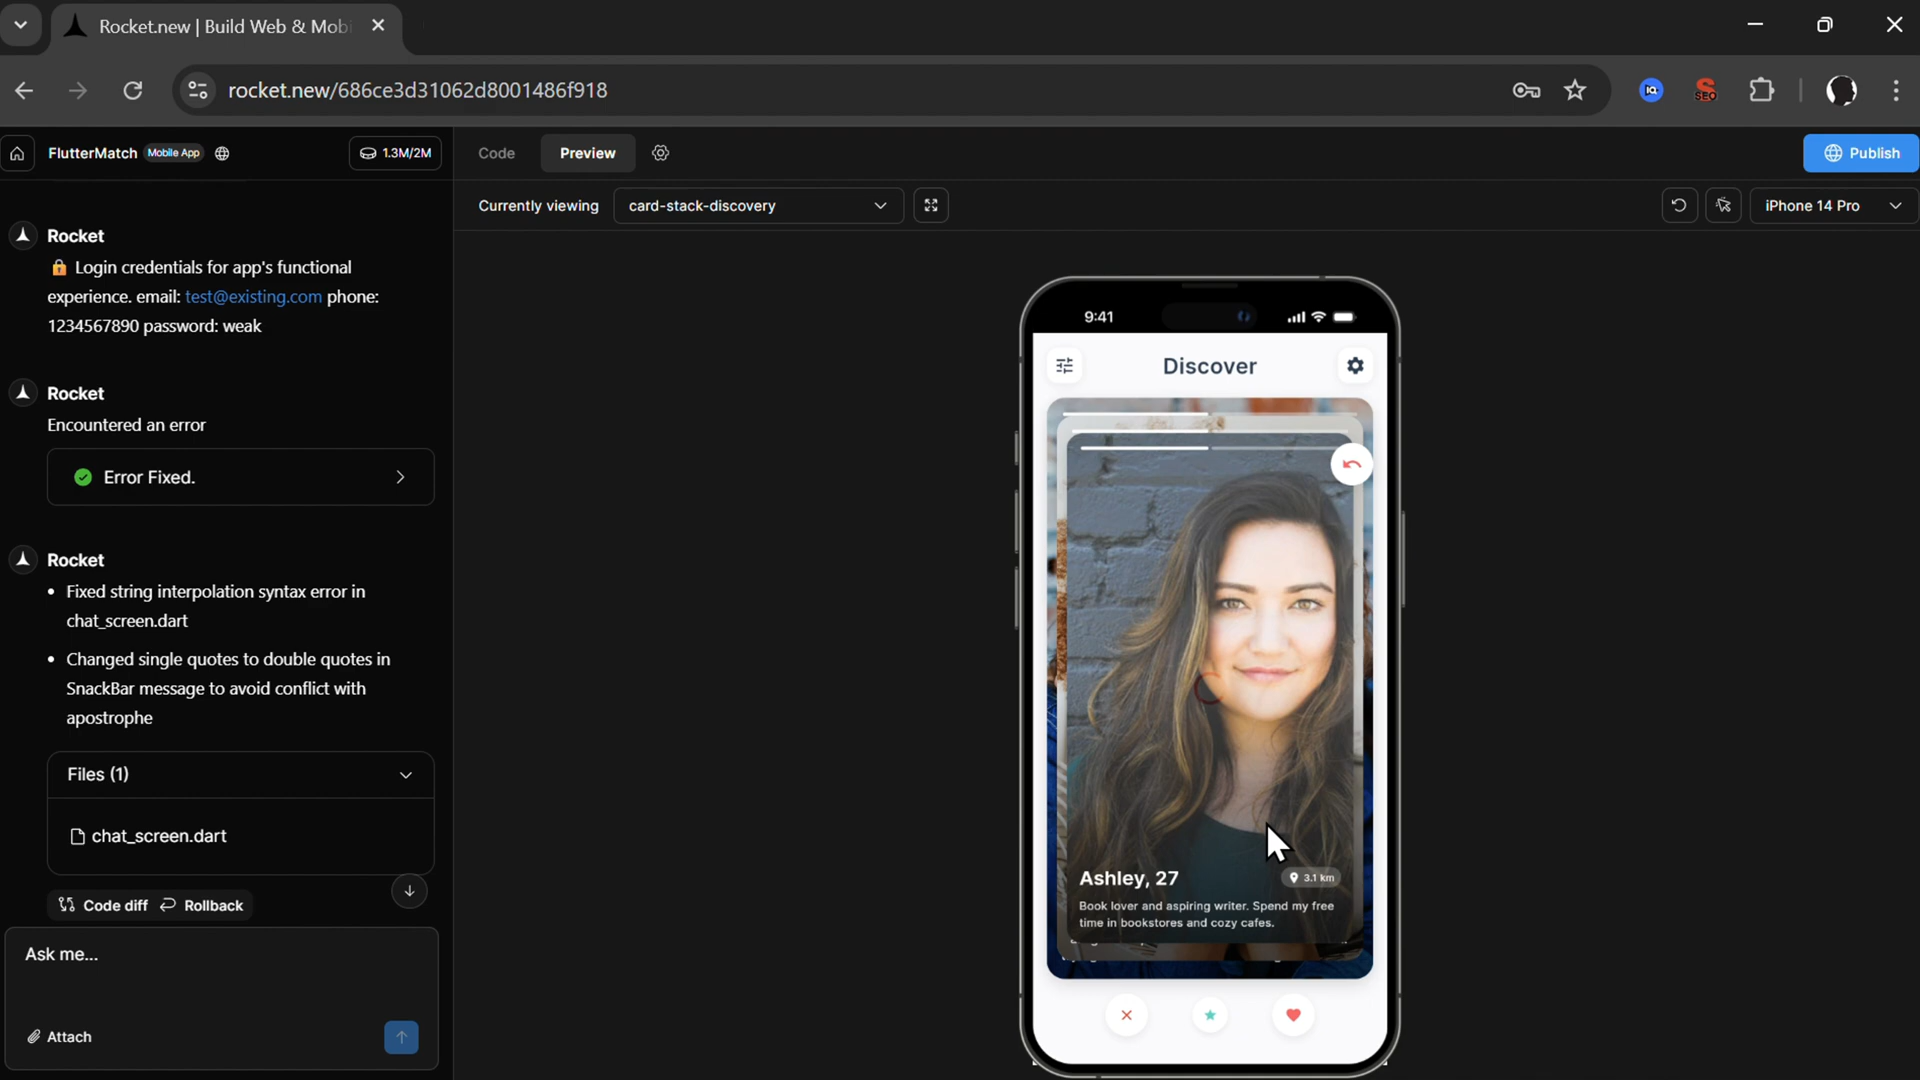 Rocket.new | Build Web & Mobi
rocket.new/686ce3d31062d8001486f918
IQ
SEO
FlutterMatch
Mobile App
1.3M/2M
Code
Preview
Publish
Currently viewing
card-stack-discovery
iPhone 14 Pro
Rocket
🔒 Login credentials for app's functional
experience. email: test@existing.com phone:
1234567890 password: weak
Rocket
Encountered an error
Error Fixed.
Rocket
• Fixed string interpolation syntax error in
chat_screen.dart
• Changed single quotes to double quotes in
SnackBar message to avoid conflict with
apostrophe
Files (1)
chat_screen.dart
Code diff
Rollback
Ask me...
Attach
9:41
Discover
Ashley, 27
3.1 km
Book lover and aspiring writer. Spend my free
time in bookstores and cozy cafes.